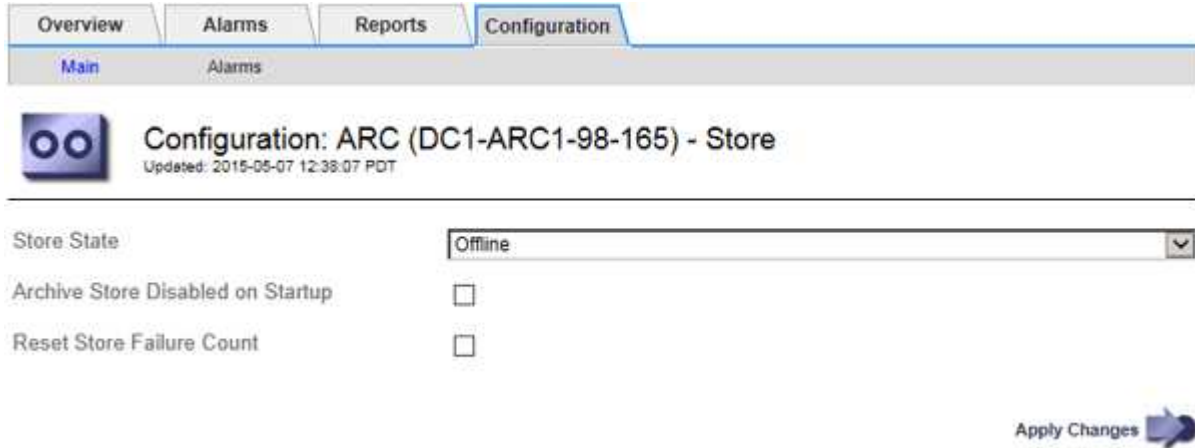 Overview Alarms Reports Configuration
Main Alarms
Configuration: ARC (DC1-ARC1-98-165) - Store
Updated: 2015-05-07 12:38:07 PDT
Store State Offline
Archive Store Disabled on Startup
Reset Store Failure Count
Apply Changes